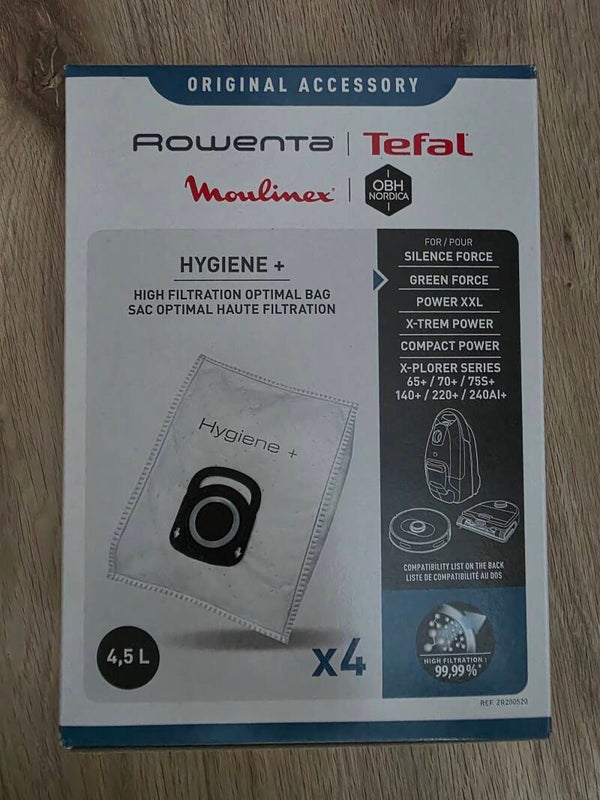 ORIGINAL ACCESSORY
Rowenta | Tefal
Moulinex | OBH
NORDICA
HYGIENE +
HIGH FILTRATION OPTIMAL BAG
SAC OPTIMAL HAUTE FILTRATION
Hygiene +
4,5 L
x4
FOR / POUR
SILENCE FORCE
GREEN FORCE
POWER XXL
X-TREM POWER
COMPACT POWER
X-PLORER SERIES
65+ / 70+ / 75S+
140+ / 220+ / 240AI+
COMPATIBILITY LIST ON THE BACK
LISTE DE COMPATIBILITÉ AU DOS
HIGH FILTRATION :
99,99%*
REF. ZR200520